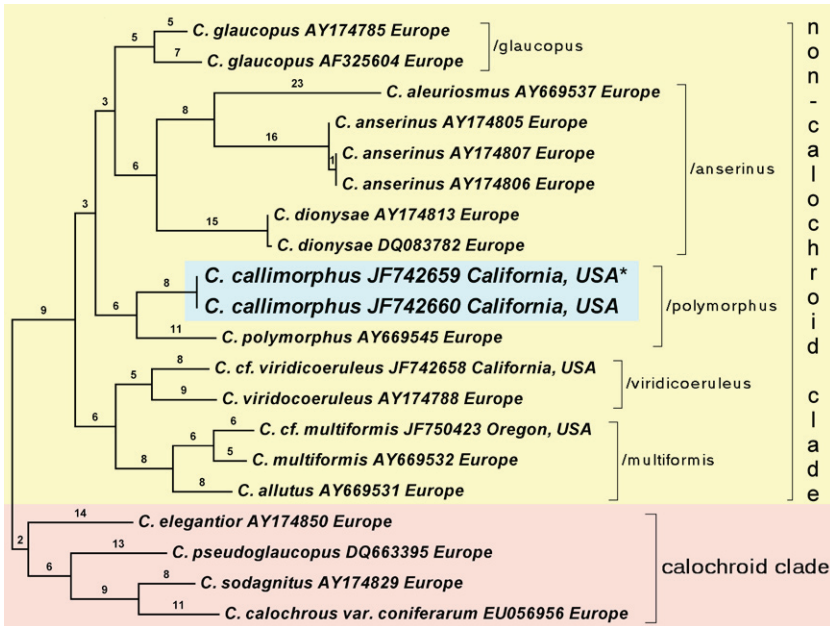 5
C. glaucopus AY174785 Europe
5
7
C. glaucopus AF325604 Europe
/glaucopus
3
23
C. aleuriosmus AY669537 Europe
8
C. anserinus AY174805 Europe
16
1
C. anserinus AY174807 Europe
6
C. anserinus AY174806 Europe
/anserinus
3
15
C. dionysae AY174813 Europe
C. dionysae DQ083782 Europe
8
C. callimorphus JF742659 California, USA*
C. callimorphus JF742660 California, USA
/polymorphus
6
11
C. polymorphus AY669545 Europe
9
8
C. cf. viridicoeruleus JF742658 California, USA
5
9
C. viridocoeruleus AY174788 Europe
/viridicoeruleus
6
6
C. cf. multiformis JF750423 Oregon, USA
6
5
C. multiformis AY669532 Europe
/multiformis
8
8
C. allutus AY669531 Europe
non-calochroid clade
14
C. elegantior AY174850 Europe
2
13
C. pseudoglaucopus DQ663395 Europe
6
8
C. sodagnitus AY174829 Europe
9
11
C. calochrous var. coniferarum EU056956 Europe
calochroid clade